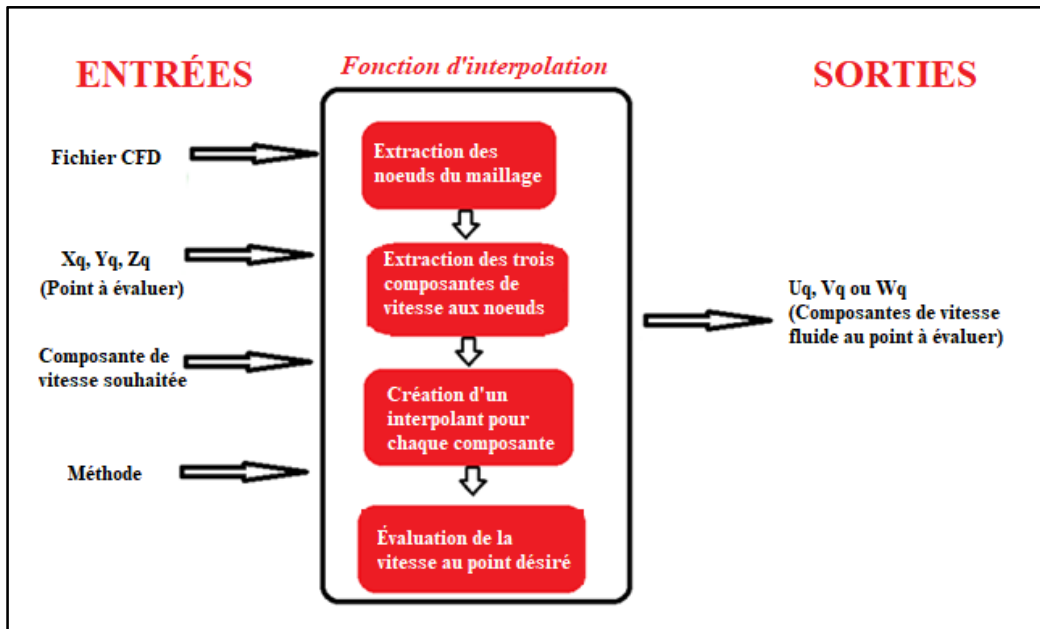 ENTRÉES
Fonction d'interpolation
SORTIES
Fichier CFD
Xq, Yq, Zq
(Point à évaluer)
Composante de
vitesse souhaitée
Méthode
Extraction des
noeuds du maillage
Extraction des trois
composantes de
vitesse aux noeuds
Création d'un
interpolant pour
chaque composante
Évaluation de la
vitesse au point désiré
Uq, Vq ou Wq
(Composantes de vitesse
fluide au point à évaluer)